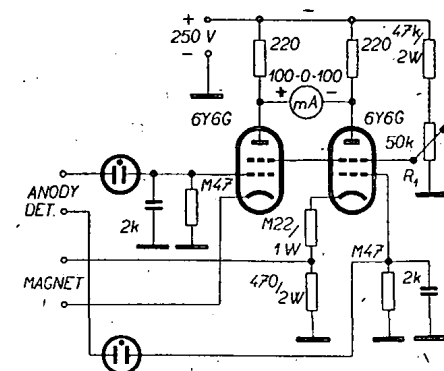 +
250 V
-
-
220
220
47k/
2W
100-0-100
+
-
mA
6Y6G
6Y6G
50k
R1
M47
ANODY
DET.
2k
M22/
1 W
M47
470/
2W
2k
MAGNET